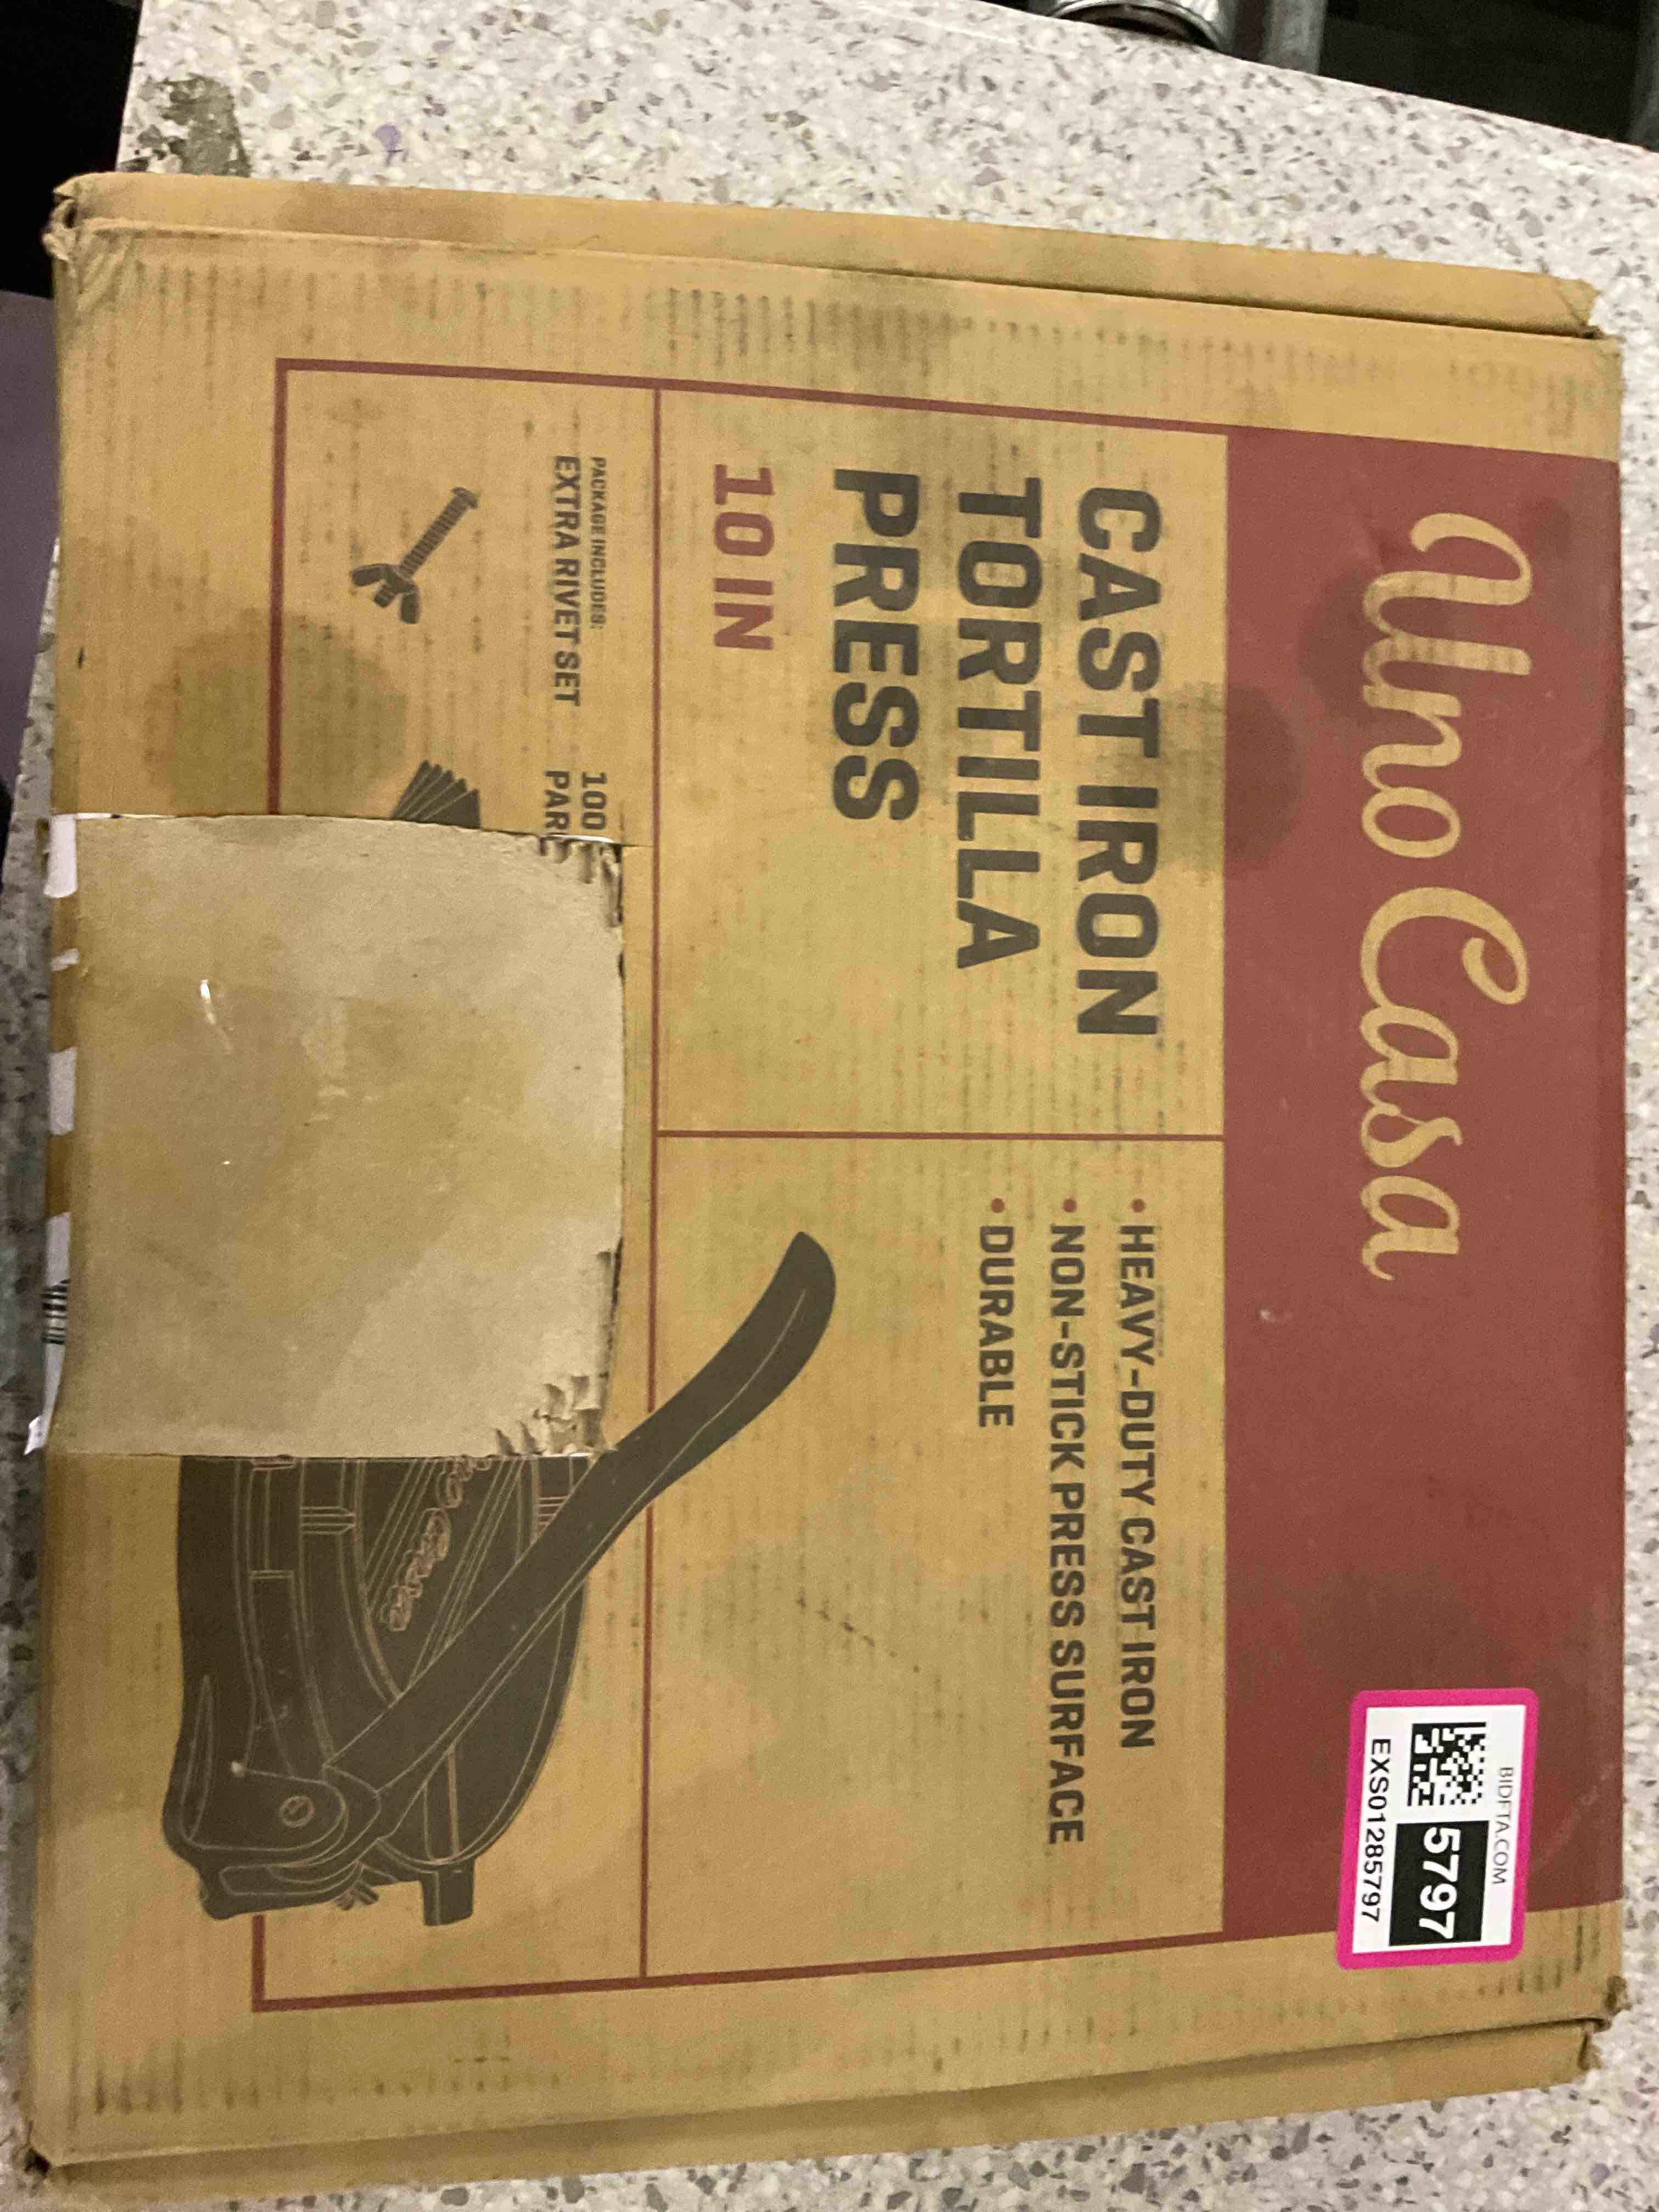 Uno Casa
CAST IRON
TORTILLA
PRESS
10 IN
• HEAVY-DUTY CAST IRON
• NON-STICK PRESS SURFACE
• DURABLE
PACKAGE INCLUDES:
EXTRA RIVET SET
100
BIDFTA.COM
5797
EXS01285797